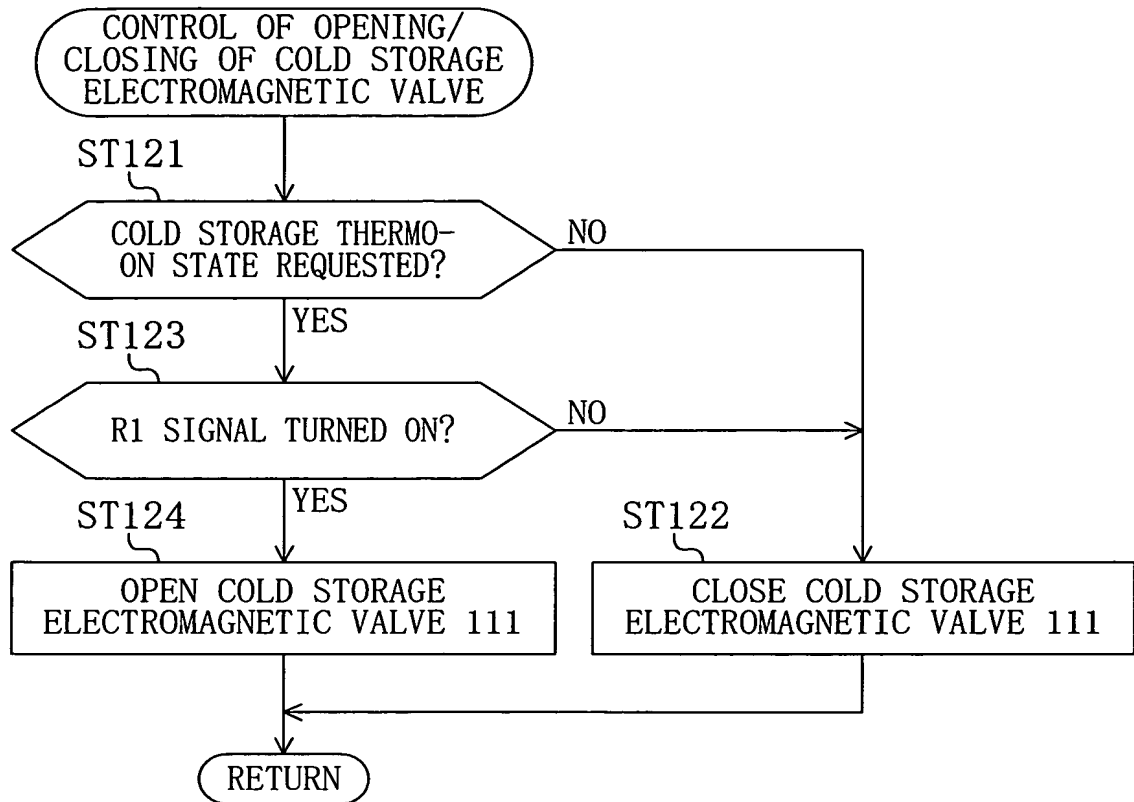 CONTROL OF OPENING/
CLOSING OF COLD STORAGE
ELECTROMAGNETIC VALVE
ST121
COLD STORAGE THERMO-
ON STATE REQUESTED?
NO
YES
ST123
R1 SIGNAL TURNED ON?
NO
YES
ST124
OPEN COLD STORAGE
ELECTROMAGNETIC VALVE 111
ST122
CLOSE COLD STORAGE
ELECTROMAGNETIC VALVE 111
RETURN